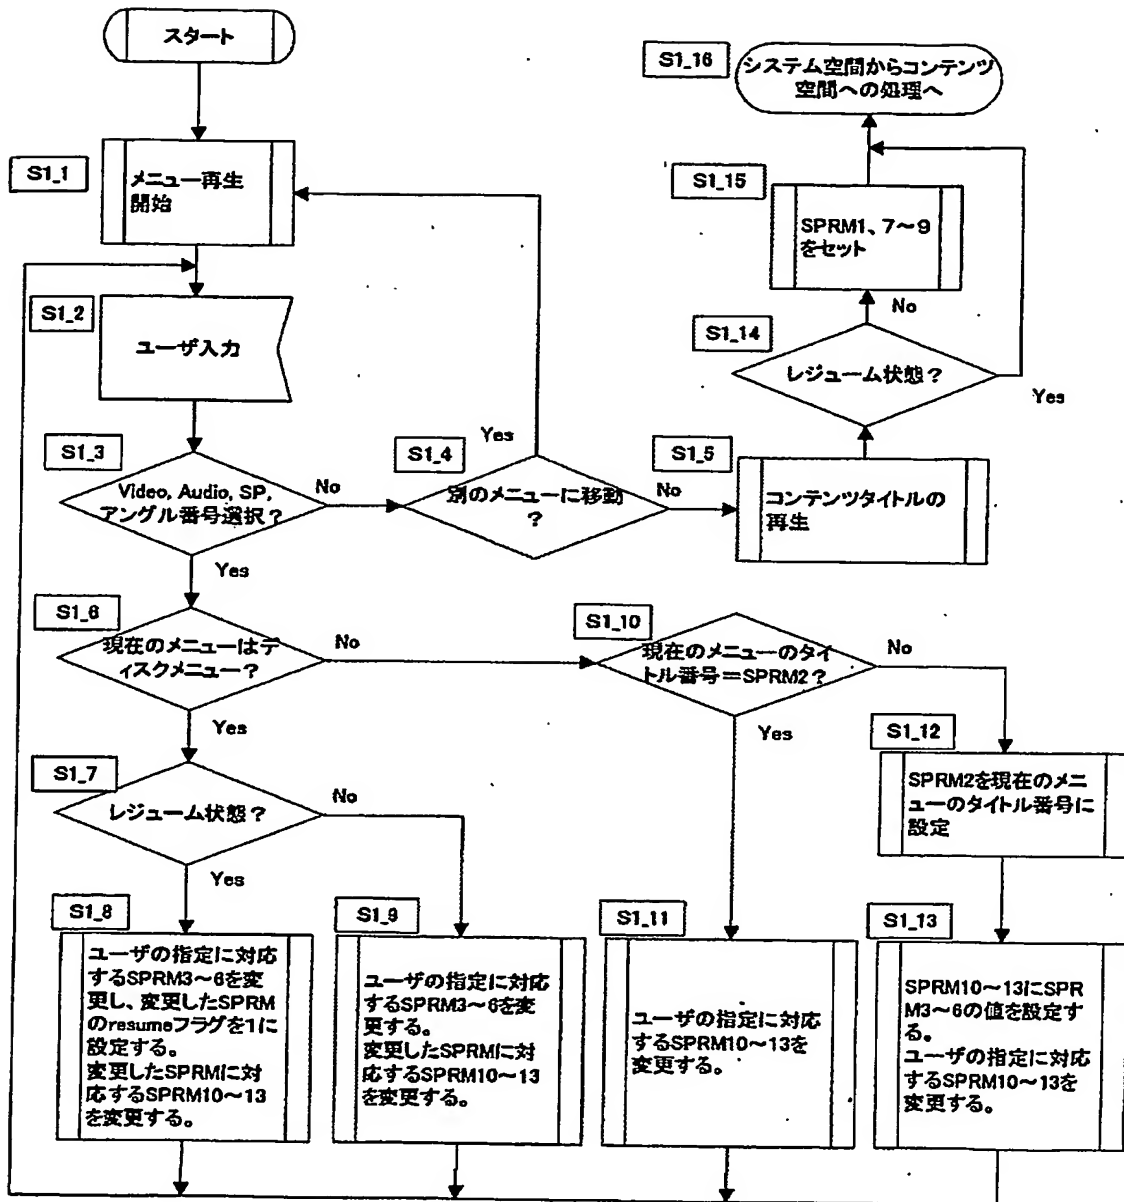 スタート
S1_16
システム空間からコンテンツ
空間への処理へ
S1_1
メニュー再生
開始
S1_15
SPRM1、7～9
をセット
S1_2
ユーザ入力
No
S1_14
レジューム状態？
Yes
S1_3
Video, Audio, SP,
アングル番号選択？
No
Yes
S1_4
別のメニューに移動
？
No
S1_5
コンテンツタイトルの
再生
Yes
S1_6
現在のメニューはデ
ィスクメニュー？
No
S1_10
現在のメニューのタイ
トル番号＝SPRM2？
No
Yes
Yes
S1_12
SPRM2を現在のメニ
ューのタイトル番号に
設定
S1_7
レジューム状態？
No
Yes
S1_8
ユーザの指定に対応
するSPRM3～6を変
更し、変更したSPRM
のresumeフラグを1に
設定する。
変更したSPRMに対
応するSPRM10～13
を変更する。
S1_9
ユーザの指定に対応
するSPRM3～6を変
更する。
変更したSPRMに対
応するSPRM10～13
を変更する。
S1_11
ユーザの指定に対応
するSPRM10～13を
変更する。
S1_13
SPRM10～13にSPR
M3～6の値を設定す
る。
ユーザの指定に対応
するSPRM10～13を
変更する。